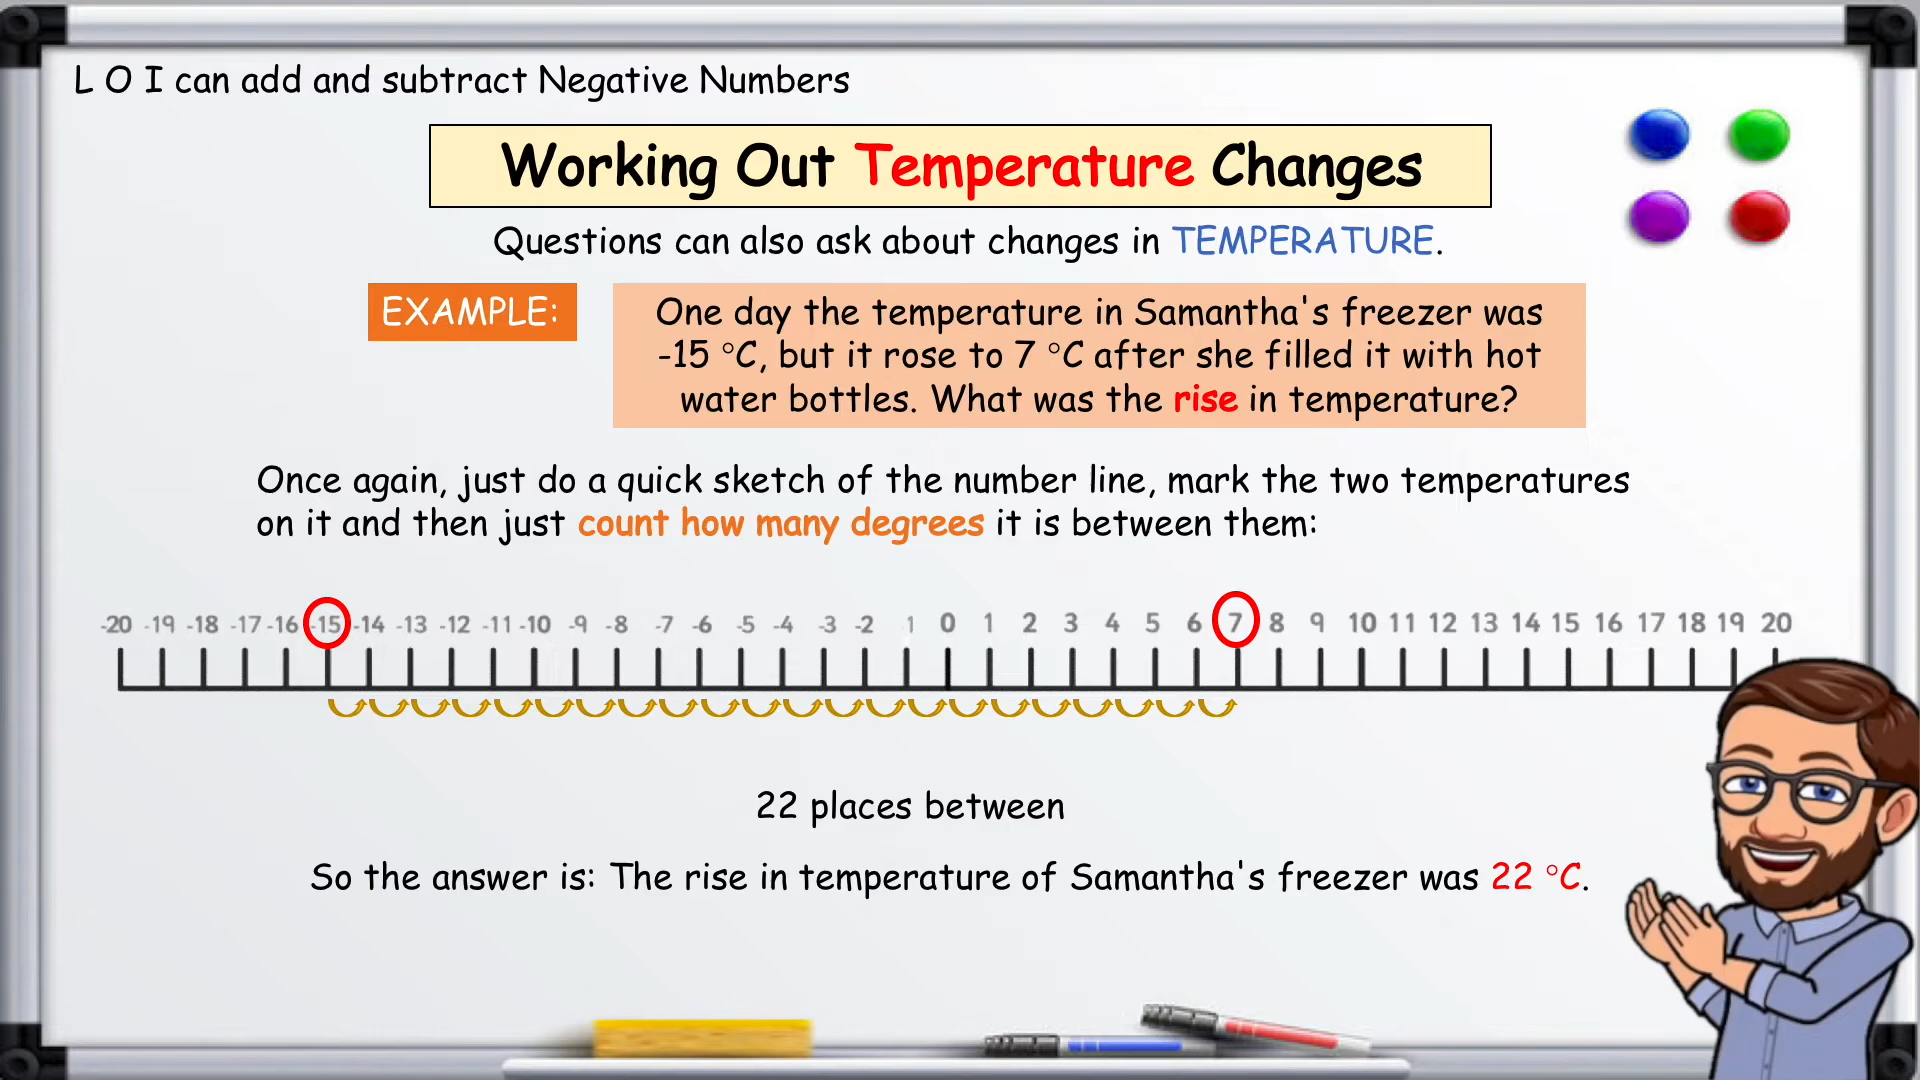 L O I can add and subtract Negative Numbers
Working Out Temperature Changes
Questions can also ask about changes in TEMPERATURE.
EXAMPLE:
One day the temperature in Samantha's freezer was
-15 °C, but it rose to 7 °C after she filled it with hot
water bottles. What was the rise in temperature?
Once again, just do a quick sketch of the number line, mark the two temperatures
on it and then just count how many degrees it is between them:
-20 -19 -18 -17 -16 -15 -14 -13 -12 -11 -10 -9 -8 -7 -6 -5 -4 -3 -2 -1 0 1 2 3 4 5 6 7 8 9 10 11 12 13 14 15 16 17 18 19 20
22 places between
So the answer is: The rise in temperature of Samantha's freezer was 22 °C.